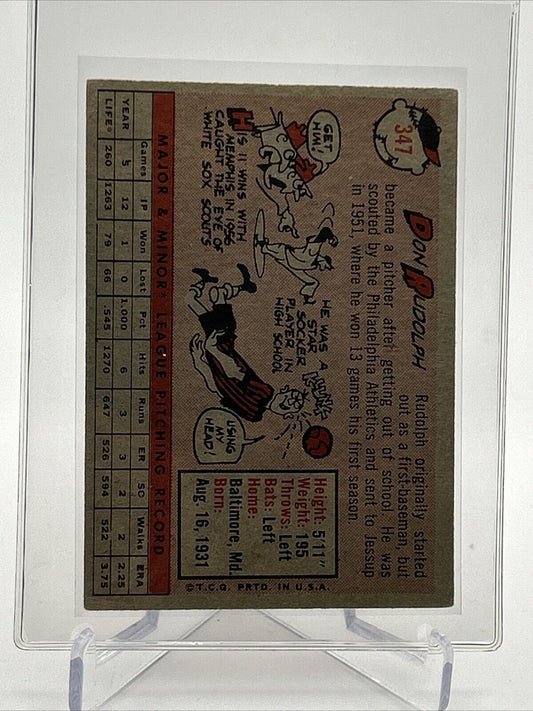 347
DON RUDOLPH
Rudolph originally started
out as a first-baseman, but
became a pitcher after getting out of school. He was
scouted by the Philadelphia Athletics and sent to Jessup
in 1951, where he won 13 games his first season.
GET HIM!
HIS 11 WINS WITH
MEMPHIS IN 1956
CAUGHT THE EYE OF
WHITE SOX SCOUTS.
HE WAS A
STAR
SOCKER
PLAYER IN
HIGH SCHOOL
USING
MY
HEAD!
Height: 5'11"
Weight: 195
Throws: Left
Bats: Left
Home:
Baltimore, Md.
Born:
Aug. 16, 1931
©T.C.G. PRTD. IN U.S.A.
MAJOR & MINOR LEAGUE PITCHING RECORD
Games IP Won Lost Pct Hits Runs ER SO Walks ERA
YEAR 5 12 1 0 1.000 6 3 3 2 2 2.25
LIFE 260 1263 79 66 .545 1270 647 526 594 522 3.75